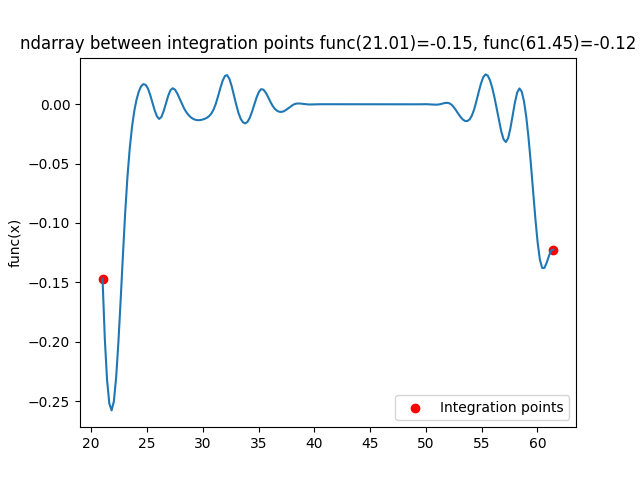 ndarray between integration points func(21.01)=-0.15, func(61.45)=-0.12
func(x)
0.00
−0.05
−0.10
−0.15
−0.20
−0.25
20 25 30 35 40 45 50 55 60
Integration points